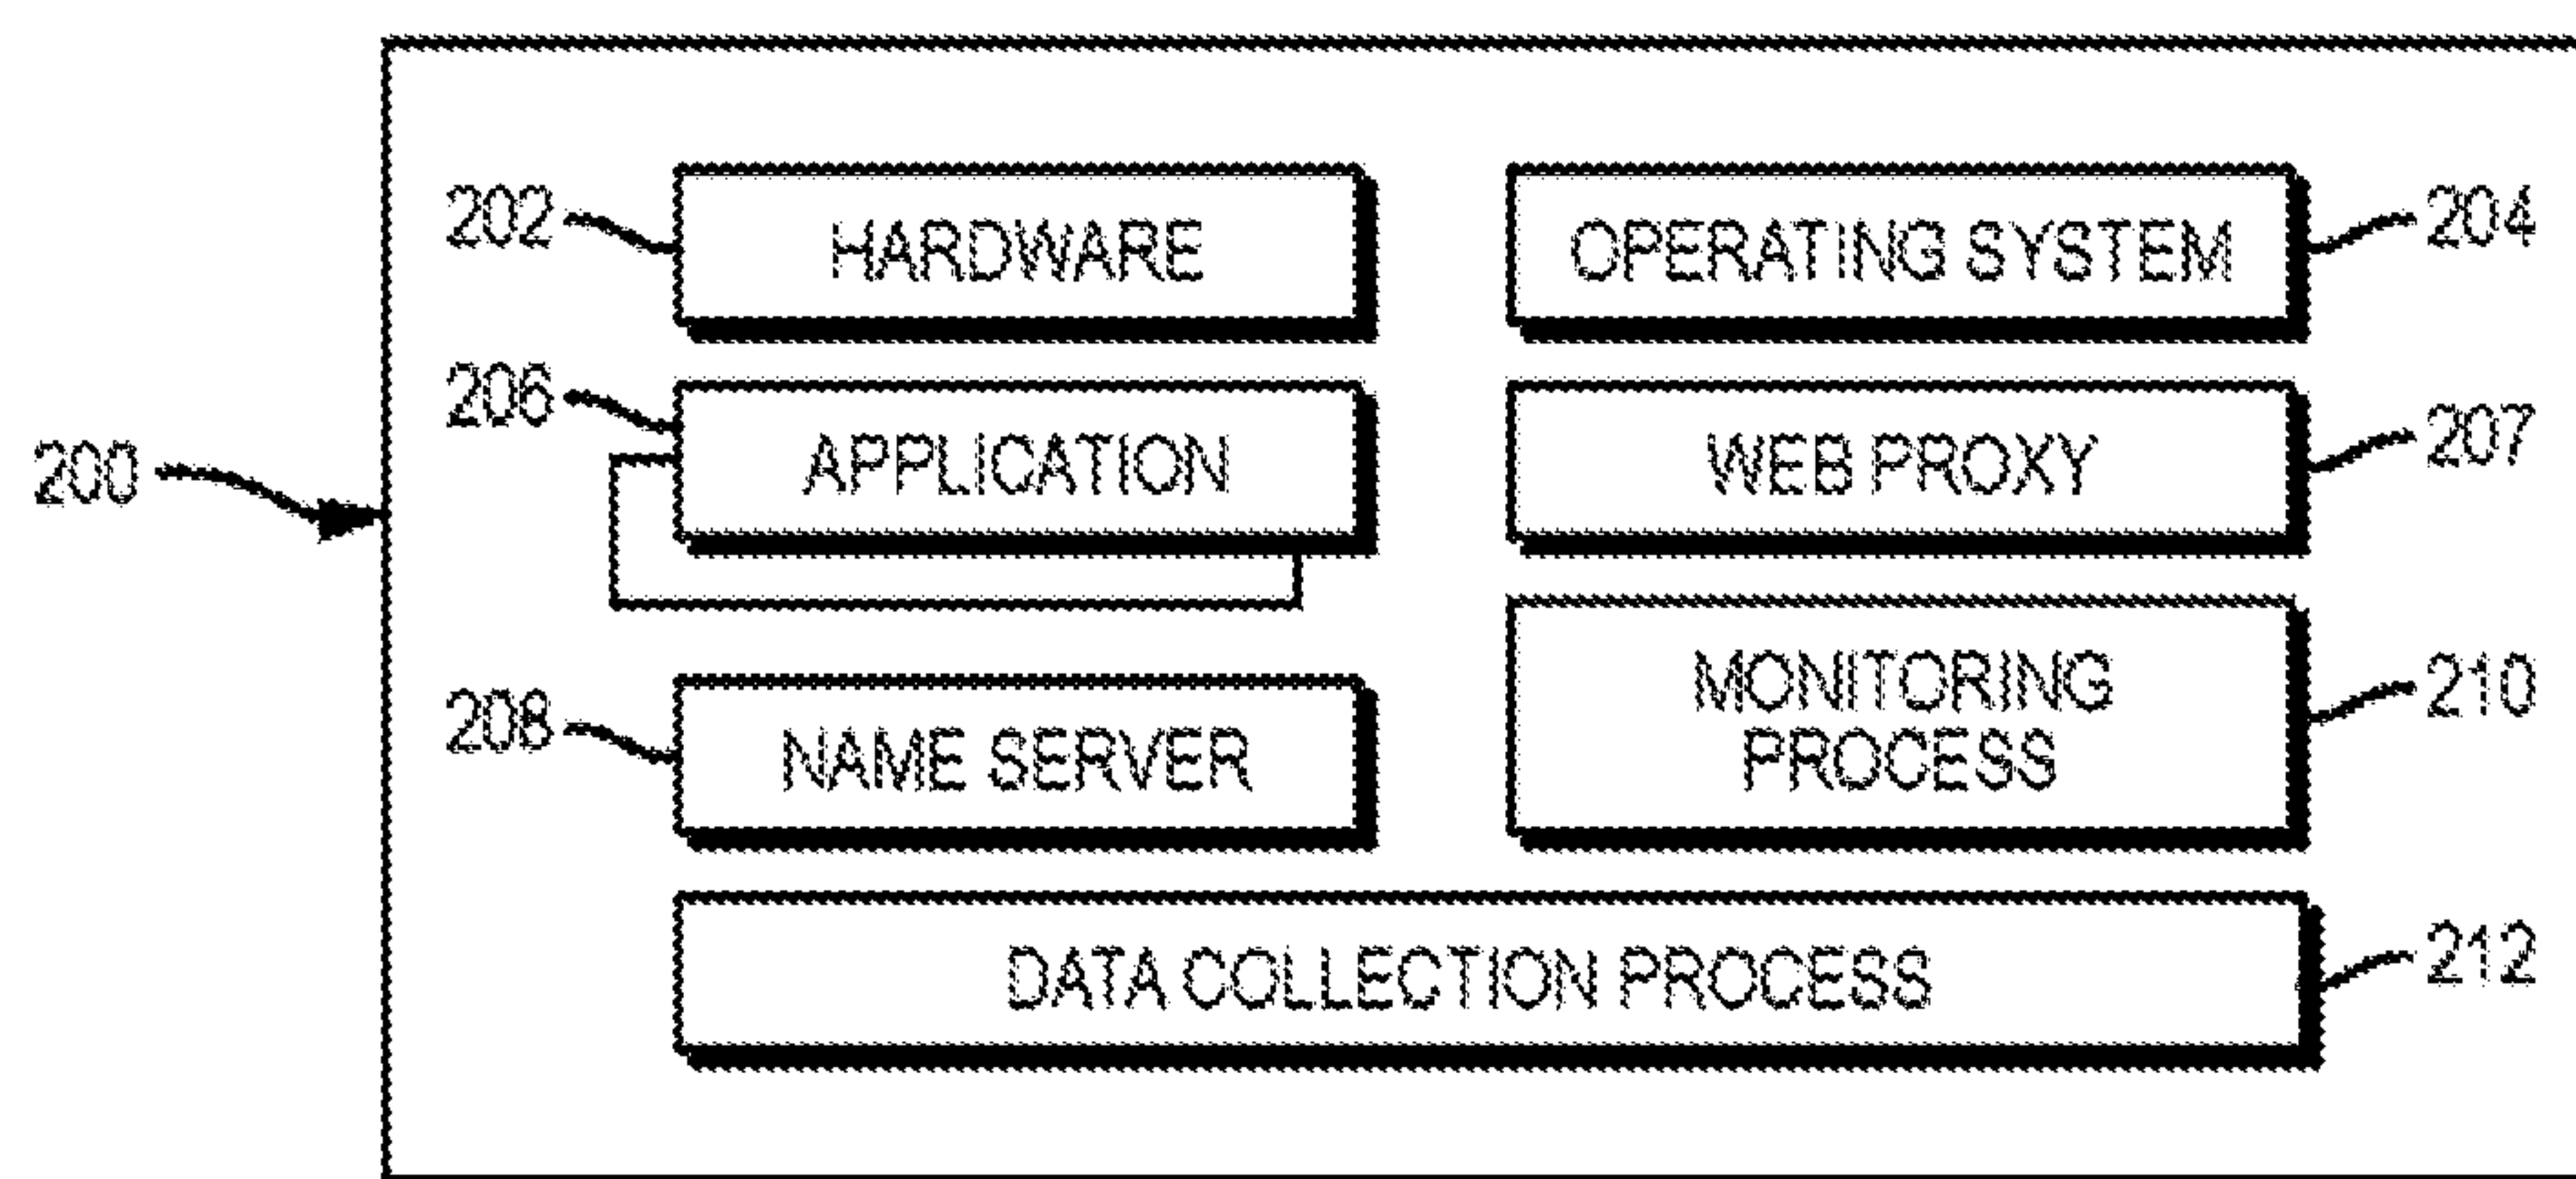 202 HARDWARE OPERATING SYSTEM 204
206 APPLICATION WEB PROXY 207
200
208 NAME SERVER MONITORING PROCESS 210
DATA COLLECTION PROCESS 212